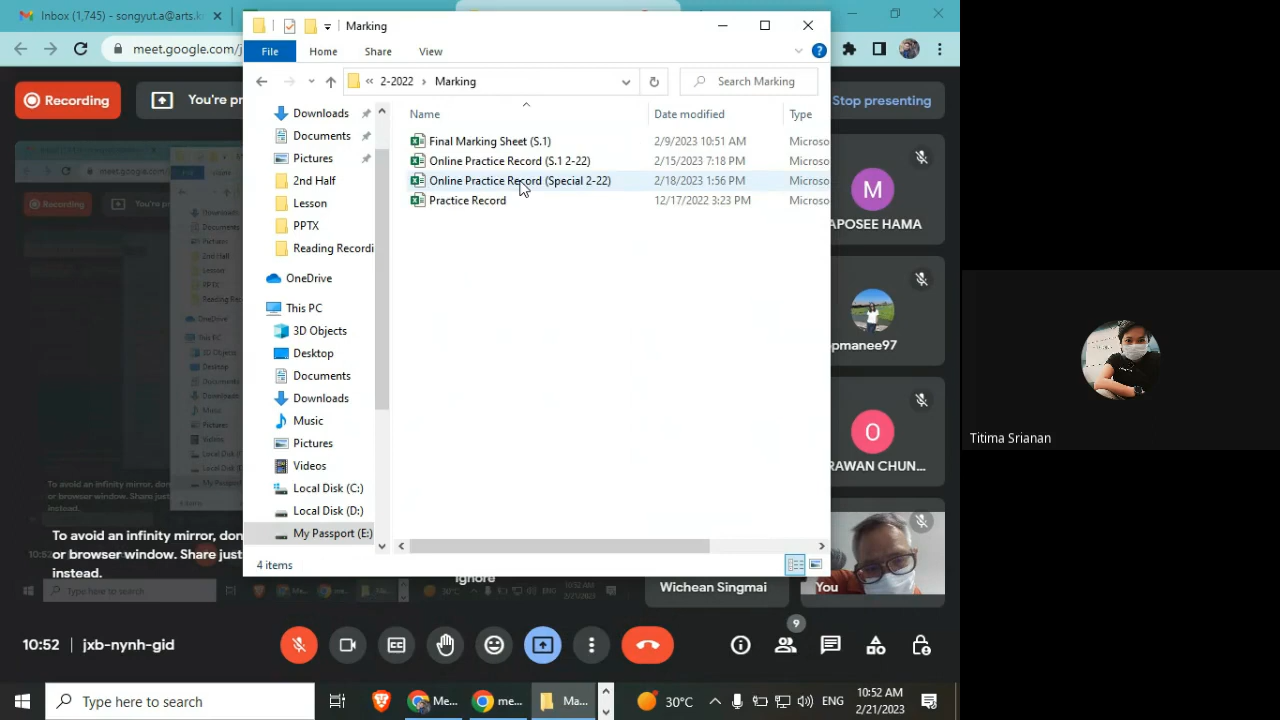 Inbox (1,745) - songyut.a@arts.k
meet.google.com/j
Recording
You're pr
Stop presenting
Marking
File
Home
Share
View
2-2022
Marking
Search Marking
Downloads
Documents
Pictures
2nd Half
Lesson
PPTX
Reading Recordi
OneDrive
This PC
3D Objects
Desktop
Documents
Downloads
Music
Pictures
Videos
Local Disk (C:)
Local Disk (D:)
My Passport (E:)
Name
Date modified
Type
Final Marking Sheet (S.1)
2/9/2023 10:51 AM
Microso
Online Practice Record (S.1 2-22)
2/15/2023 7:18 PM
Microso
Online Practice Record (Special 2-22)
2/18/2023 1:56 PM
Microso
Practice Record
12/17/2022 3:23 PM
Microso
4 items
M
APOSEE HAMA
opmanee97
O
RAWAN CHUN...
Wichean Singmai
You
Titima Srianan
To avoid an infinity mirror, don
or browser window. Share just
instead.
Ignore
10:52
jxb-nynh-gid
9
Type here to search
Me...
me...
Ma...
30°C
ENG
10:52 AM
2/21/2023